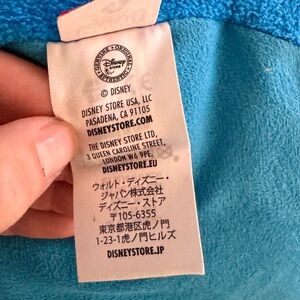 GENUINE · ORIGINAL
Disney
STORE
AUTHENTIC
© DISNEY
DISNEY STORE USA, LLC
PASADENA, CA 91105
DISNEYSTORE.COM
THE DISNEY STORE LTD,
3 QUEEN CAROLINE STREET,
LONDON W6 9PE,
DISNEYSTORE.EU
ウォルト・ディズニー・
ジャパン株式会社
ディズニー・ストア
〒105-6355
東京都港区虎ノ門
1-23-1虎ノ門ヒルズ
DISNEYSTORE.JP